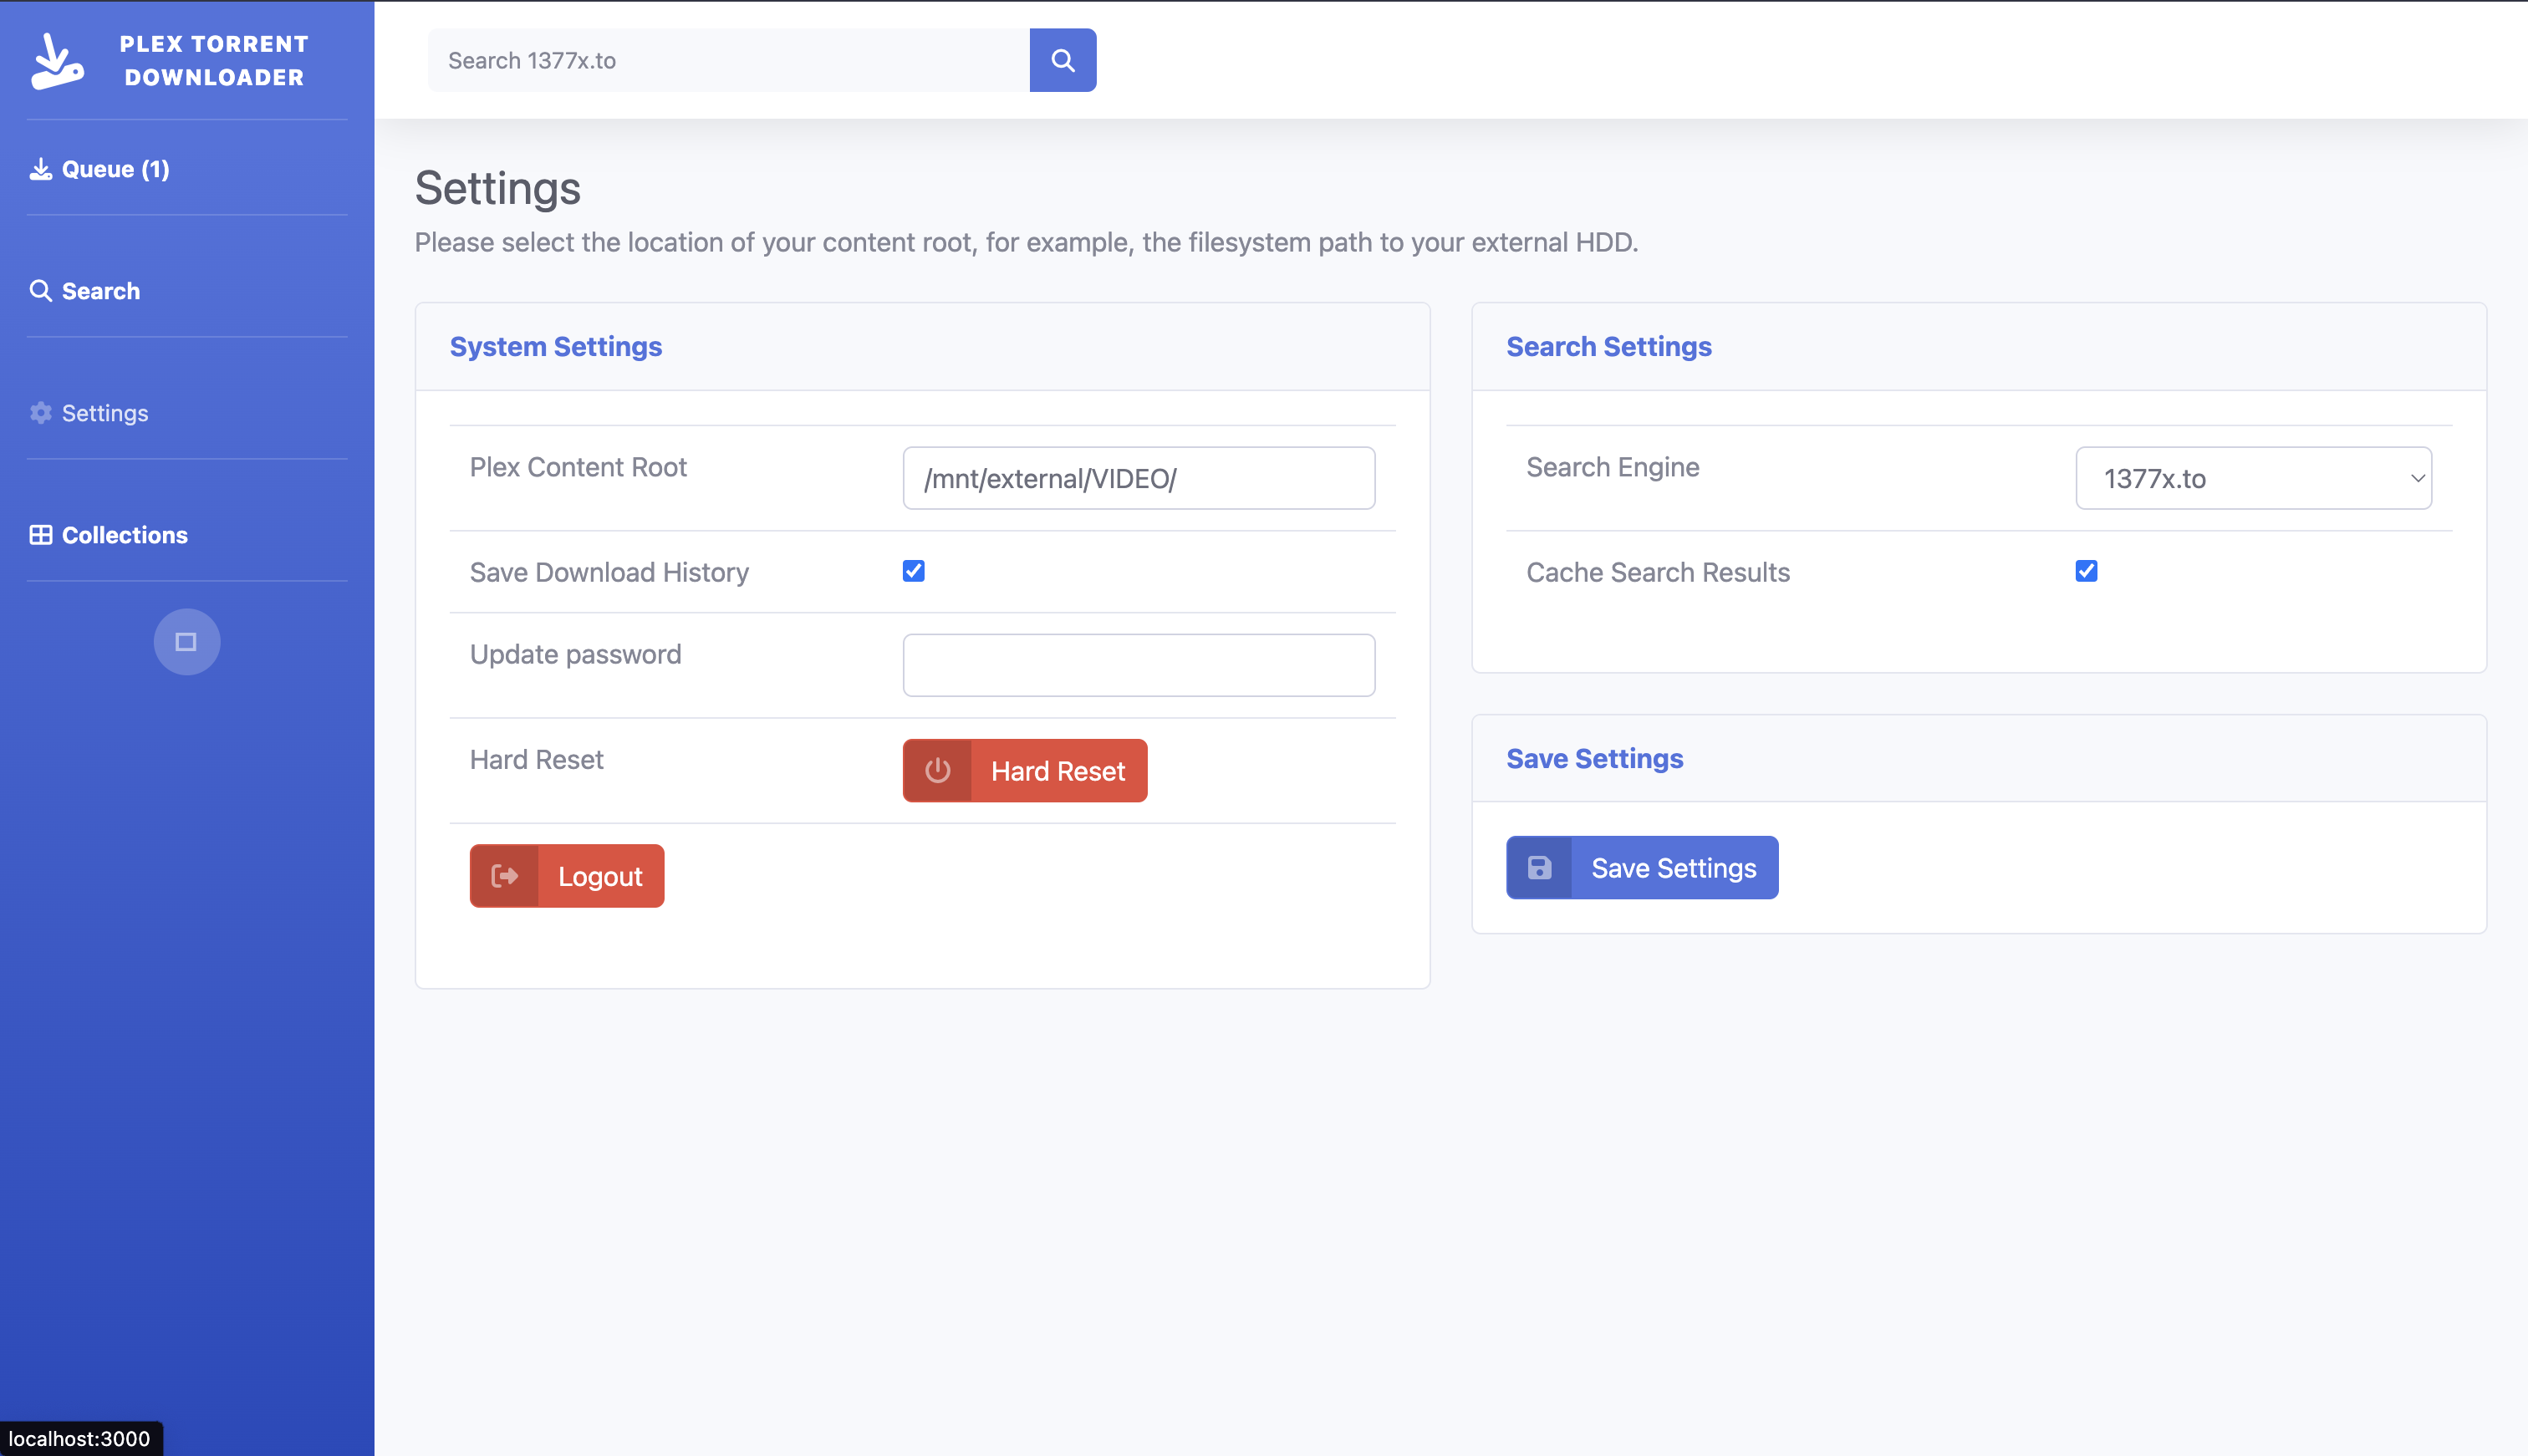 PLEX TORRENT
DOWNLOADER
Queue (1)
Search
Settings
Collections
localhost:3000
Search 1377x.to
Settings
Please select the location of your content root, for example, the filesystem path to your external HDD.
System Settings
Plex Content Root
/mnt/external/VIDEO/
Save Download History
Update password
Hard Reset
Hard Reset
Logout
Search Settings
Search Engine
1377x.to
Cache Search Results
Save Settings
Save Settings